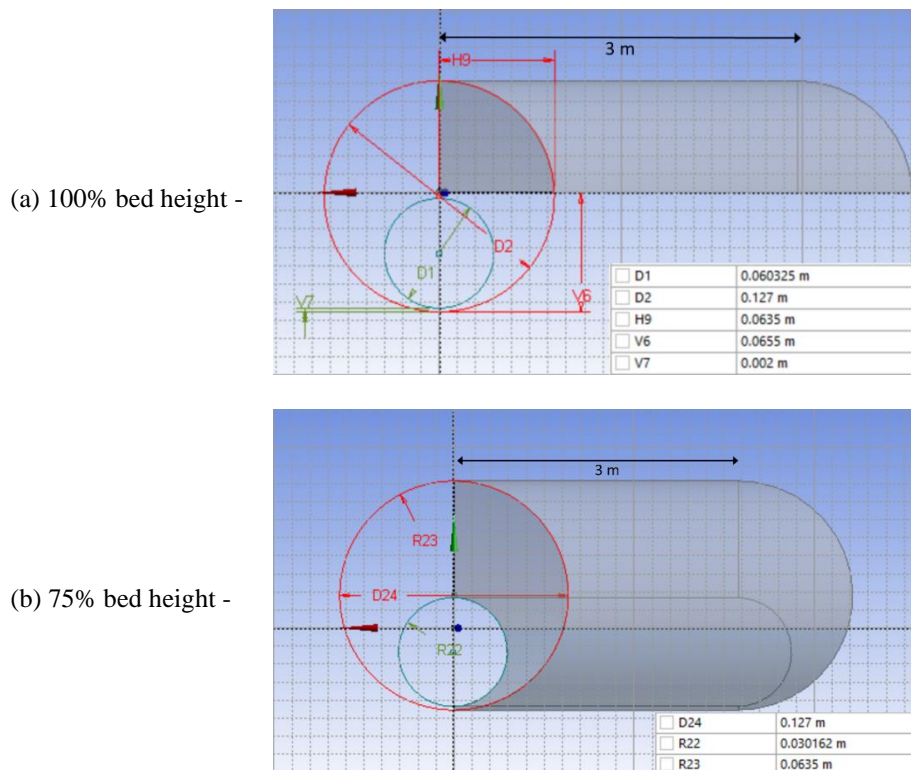 3 m
H9
(a) 100% bed height -
D2
D1
V7
V6
D1 0.060325 m
D2 0.127 m
H9 0.0635 m
V6 0.0655 m
V7 0.002 m
3 m
R23
(b) 75% bed height -
D24
R22
D24 0.127 m
R22 0.030162 m
R23 0.0635 m